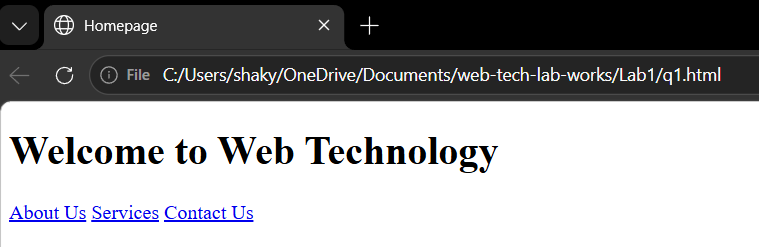 Homepage
File C:/Users/shaky/OneDrive/Documents/web-tech-lab-works/Lab1/q1.html
Welcome to Web Technology
About Us Services Contact Us